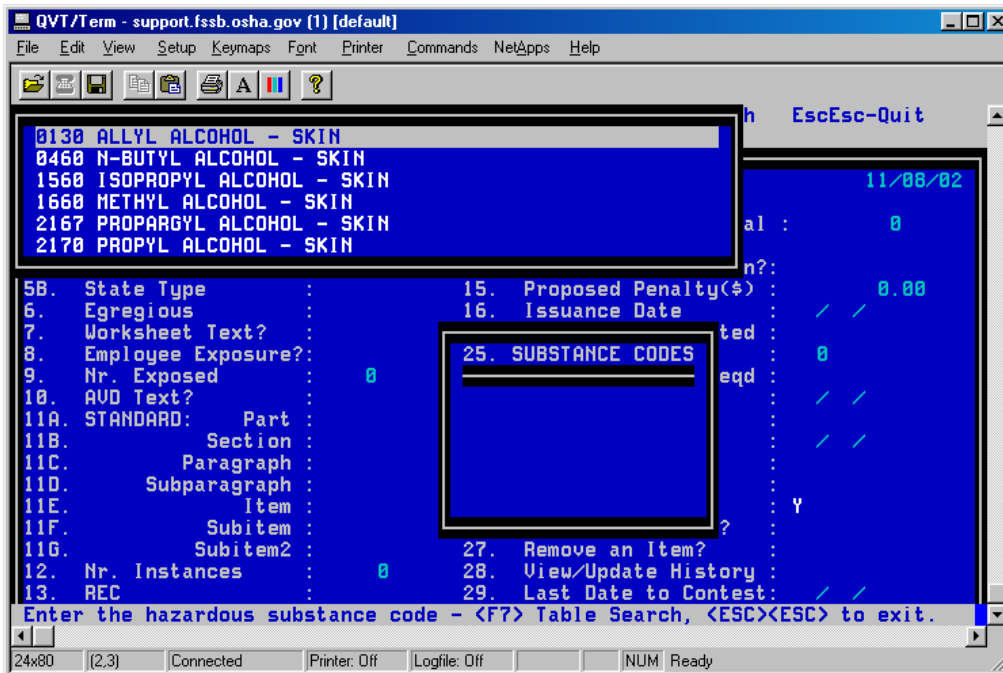 QVT/Term - support.fssb.osha.gov (1) [default]
File Edit View Setup Keymaps Font Printer Commands NetApps Help
h EscEsc-Quit
0130 ALLYL ALCOHOL - SKIN
0460 N-BUTYL ALCOHOL - SKIN
1560 ISOPROPYL ALCOHOL - SKIN 11/08/02
1660 METHYL ALCOHOL - SKIN
2167 PROPARGYL ALCOHOL - SKIN al : 0
2170 PROPYL ALCOHOL - SKIN
n?:
5B. State Type : 15. Proposed Penalty($) : 0.00
6. Egregious : 16. Issuance Date : / /
7. Worksheet Text? : ted :
8. Employee Exposure?: 25. SUBSTANCE CODES : 0
9. Nr. Exposed : 0 eqd :
10. AVD Text? : : / /
11A. STANDARD: Part : :
11B. Section : : / /
11C. Paragraph : :
11D. Subparagraph : :
11E. Item : : Y
11F. Subitem : ?
11G. Subitem2 : 27. Remove an Item? :
12. Nr. Instances : 0 28. View/Update History :
13. REC : 29. Last Date to Contest: / /
Enter the hazardous substance code - <F7> Table Search, <ESC><ESC> to exit.
24x80 (2,3) Connected Printer: Off Logfile: Off NUM Ready